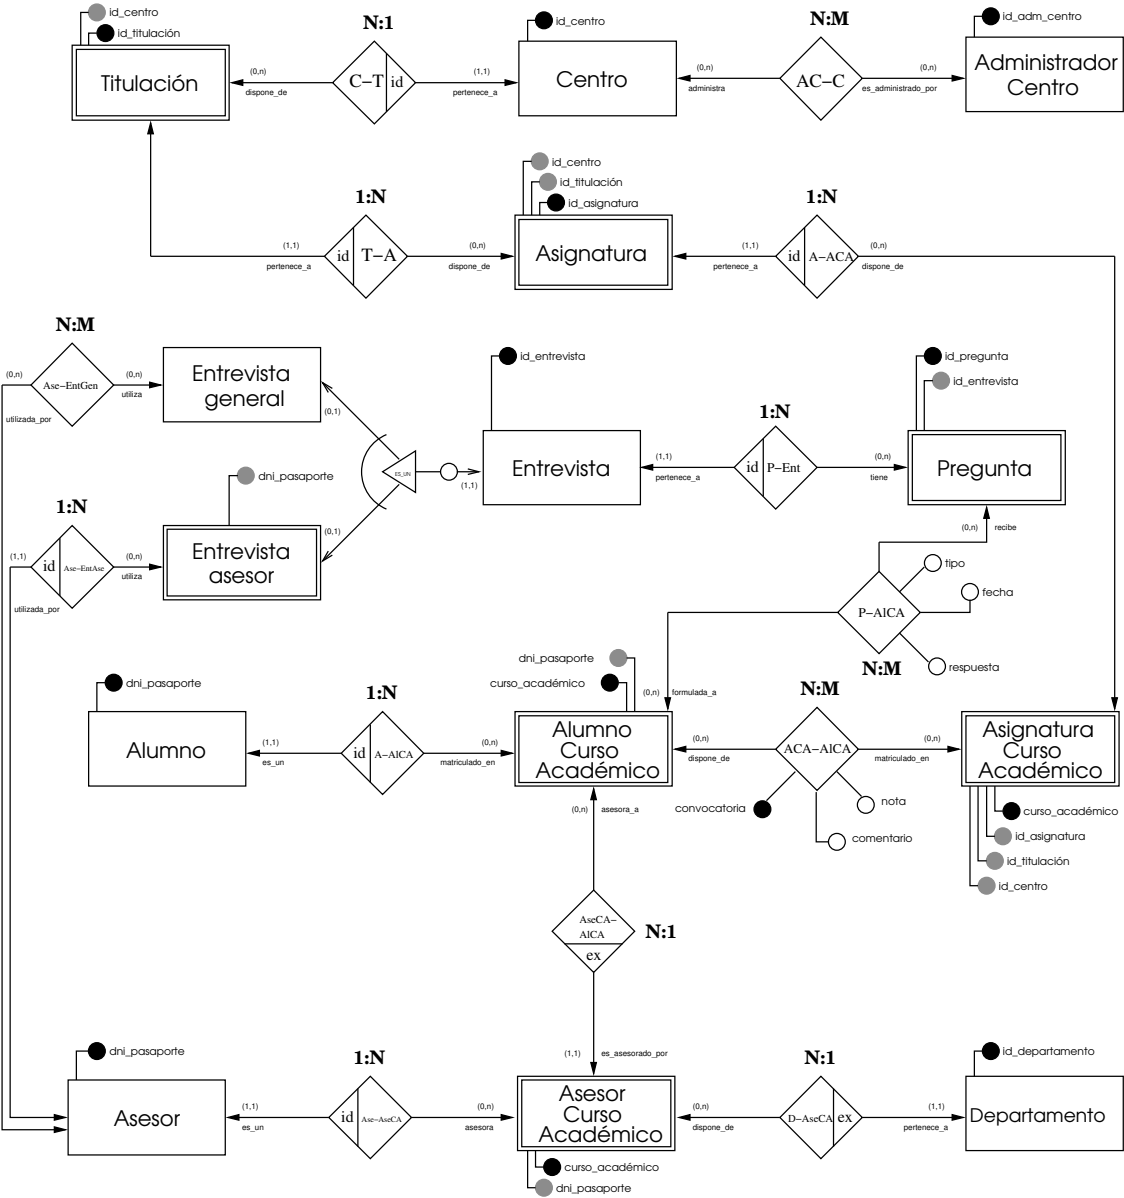 id_centro
id_titulación
N:1
id_centro
N:M
id_adm_centro
Titulación
(0,n)
dispone_de
C–T
id
(1,1)
pertenece_a
Centro
(0,n)
administra
AC–C
(0,n)
es_administrado_por
Administrador
Centro
id_centro
id_titulación
id_asignatura
1:N
1:N
(1,1)
pertenece_a
id
T–A
(0,n)
dispone_de
Asignatura
(1,1)
pertenece_a
id
A–ACA
(0,n)
dispone_de
N:M
(0,n)
utilizada_por
Ase–EntGen
(0,n)
utiliza
Entrevista
general
(0,1)
id_entrevista
id_pregunta
id_entrevista
1:N
ES_UN
(1,1)
Entrevista
(1,1)
pertenece_a
id
P–Ent
(0,n)
tiene
Pregunta
dni_pasaporte
1:N
(1,1)
utilizada_por
id
Ase–EntAse
(0,n)
utiliza
Entrevista
asesor
(0,1)
(0,n)
recibe
tipo
fecha
P–AlCA
respuesta
N:M
dni_pasaporte
curso_académico
(0,n)
formulada_a
dni_pasaporte
1:N
N:M
Alumno
(1,1)
es_un
id
A–AlCA
(0,n)
matriculado_en
Alumno
Curso
Académico
(0,n)
dispone_de
ACA–AlCA
(0,n)
matriculado_en
Asignatura
Curso
Académico
convocatoria
nota
comentario
curso_académico
id_asignatura
id_titulación
id_centro
(0,n)
asesora_a
AseCA–
AlCA
ex
N:1
(1,1)
es_asesorado_por
dni_pasaporte
1:N
N:1
id_departamento
Asesor
(1,1)
es_un
id
Ase–AseCA
(0,n)
asesora
Asesor
Curso
Académico
(0,n)
dispone_de
D–AseCA
ex
(1,1)
pertenece_a
Departamento
curso_académico
dni_pasaporte